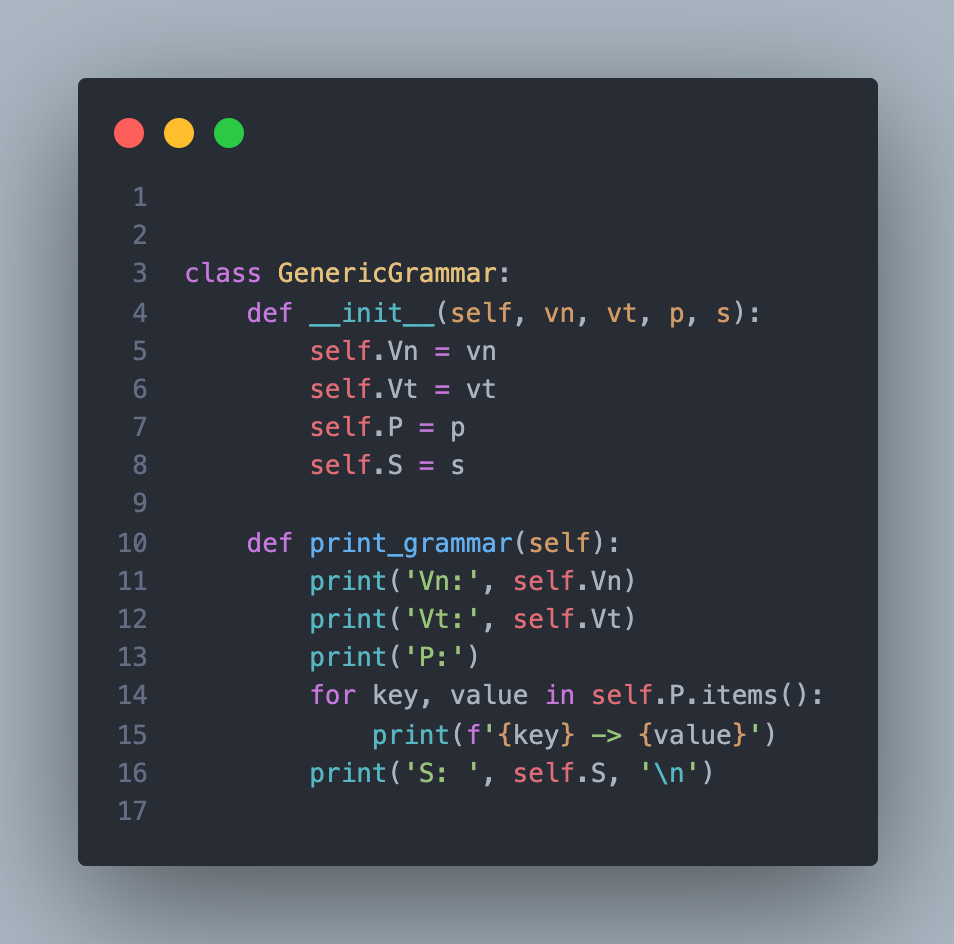 1
2
3 class GenericGrammar:
4     def __init__(self, vn, vt, p, s):
5         self.Vn = vn
6         self.Vt = vt
7         self.P = p
8         self.S = s
9
10     def print_grammar(self):
11         print('Vn:', self.Vn)
12         print('Vt:', self.Vt)
13         print('P:')
14         for key, value in self.P.items():
15             print(f'{key} -> {value}')
16         print('S: ', self.S, '\n')
17